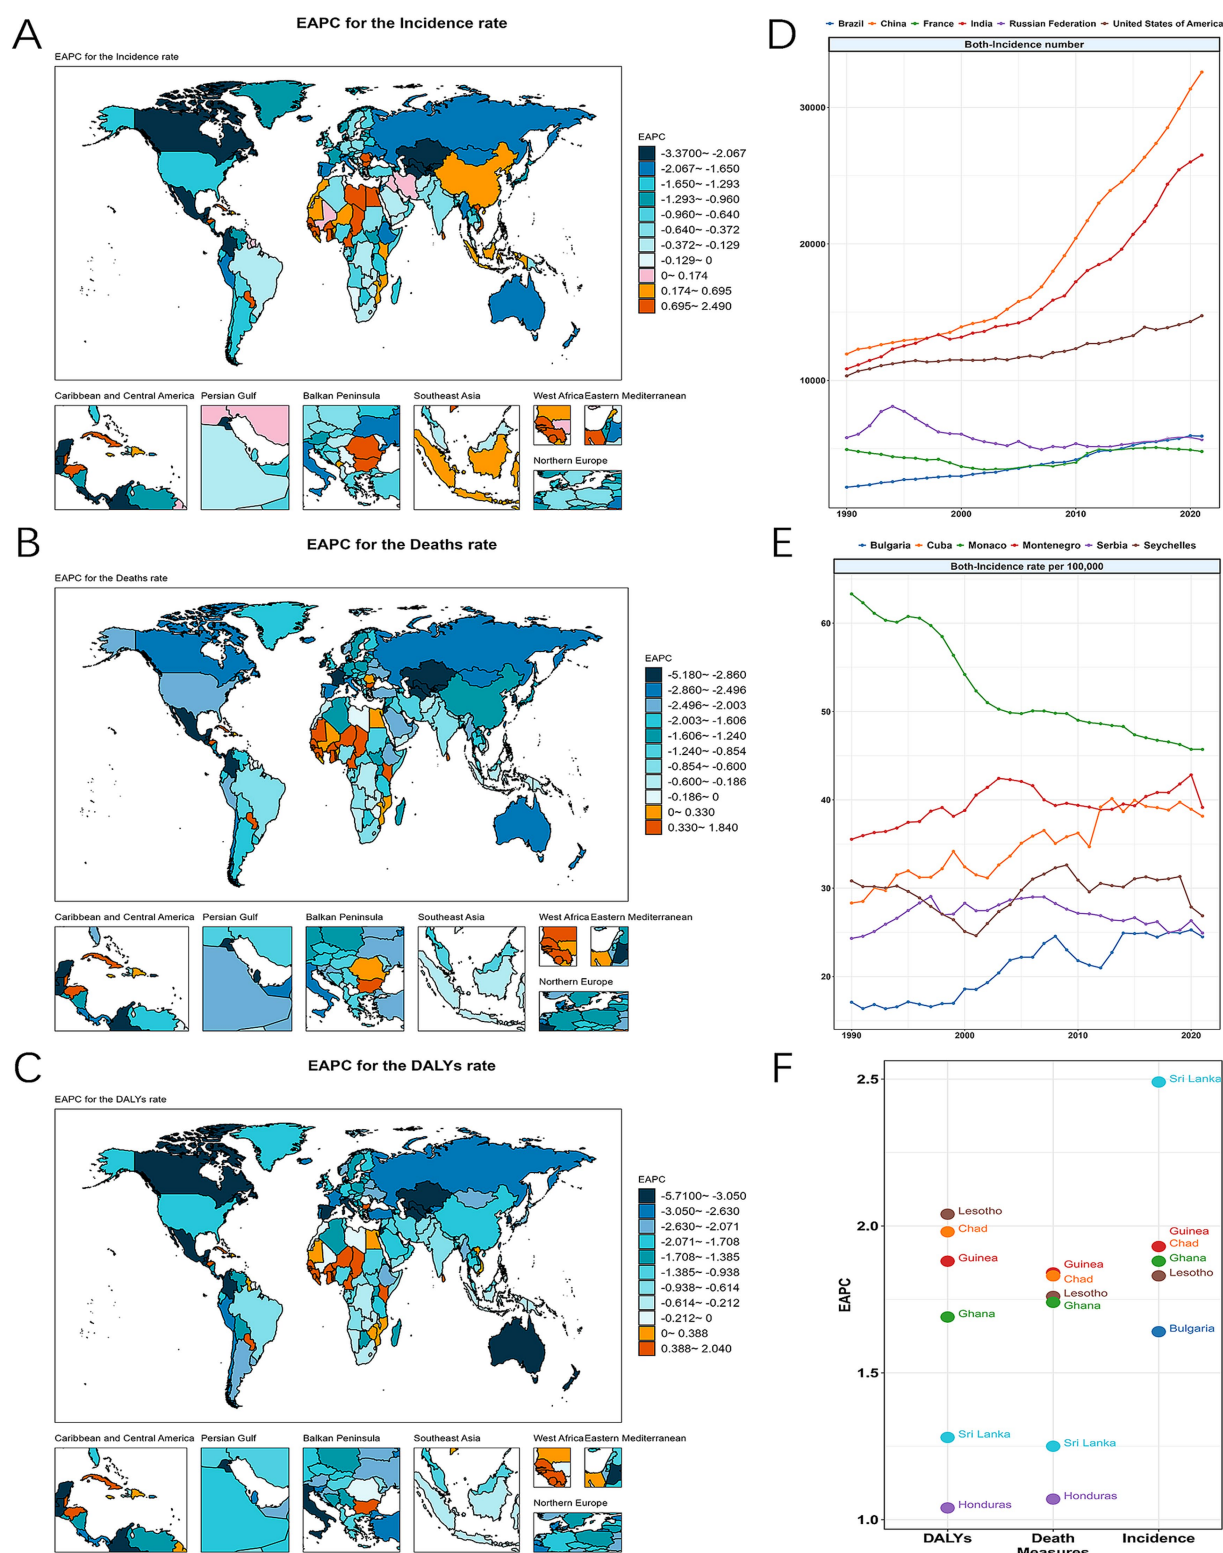 A
EAPC for the Incidence rate
EAPC for the Incidence rate
EAPC
-3.3700~ -2.067
-2.067~ -1.650
-1.650~ -1.293
-1.293~ -0.960
-0.960~ -0.640
-0.640~ -0.372
-0.372~ -0.129
-0.129~ 0
0~ 0.174
0.174~ 0.695
0.695~ 2.490
Caribbean and Central America
Persian Gulf
Balkan Peninsula
Southeast Asia
West Africa
Eastern Mediterranean
Northern Europe
B
EAPC for the Deaths rate
EAPC for the Deaths rate
EAPC
-5.180~ -2.860
-2.860~ -2.496
-2.496~ -2.003
-2.003~ -1.606
-1.606~ -1.240
-1.240~ -0.854
-0.854~ -0.600
-0.600~ -0.186
-0.186~ 0
0~ 0.330
0.330~ 1.840
Caribbean and Central America
Persian Gulf
Balkan Peninsula
Southeast Asia
West Africa
Eastern Mediterranean
Northern Europe
C
EAPC for the DALYs rate
EAPC for the DALYs rate
EAPC
-5.7100~ -3.050
-3.050~ -2.630
-2.630~ -2.071
-2.071~ -1.708
-1.708~ -1.385
-1.385~ -0.938
-0.938~ -0.614
-0.614~ -0.212
-0.212~ 0
0~ 0.388
0.388~ 2.040
Caribbean and Central America
Persian Gulf
Balkan Peninsula
Southeast Asia
West Africa
Eastern Mediterranean
Northern Europe
D
Brazil China France India Russian Federation United States of America
Both-Incidence number
30000
20000
10000
1990 2000 2010 2020
E
Bulgaria Cuba Monaco Montenegro Serbia Seychelles
Both-Incidence rate per 100,000
60
50
40
30
20
1990 2000 2010 2020
F
EAPC
2.5
2.0
1.5
1.0
Lesotho
Chad
Guinea
Ghana
Sri Lanka
Honduras
Guinea
Chad
Lesotho
Ghana
Sri Lanka
Honduras
Sri Lanka
Guinea
Chad
Ghana
Lesotho
Bulgaria
DALYs Death Incidence
Measures